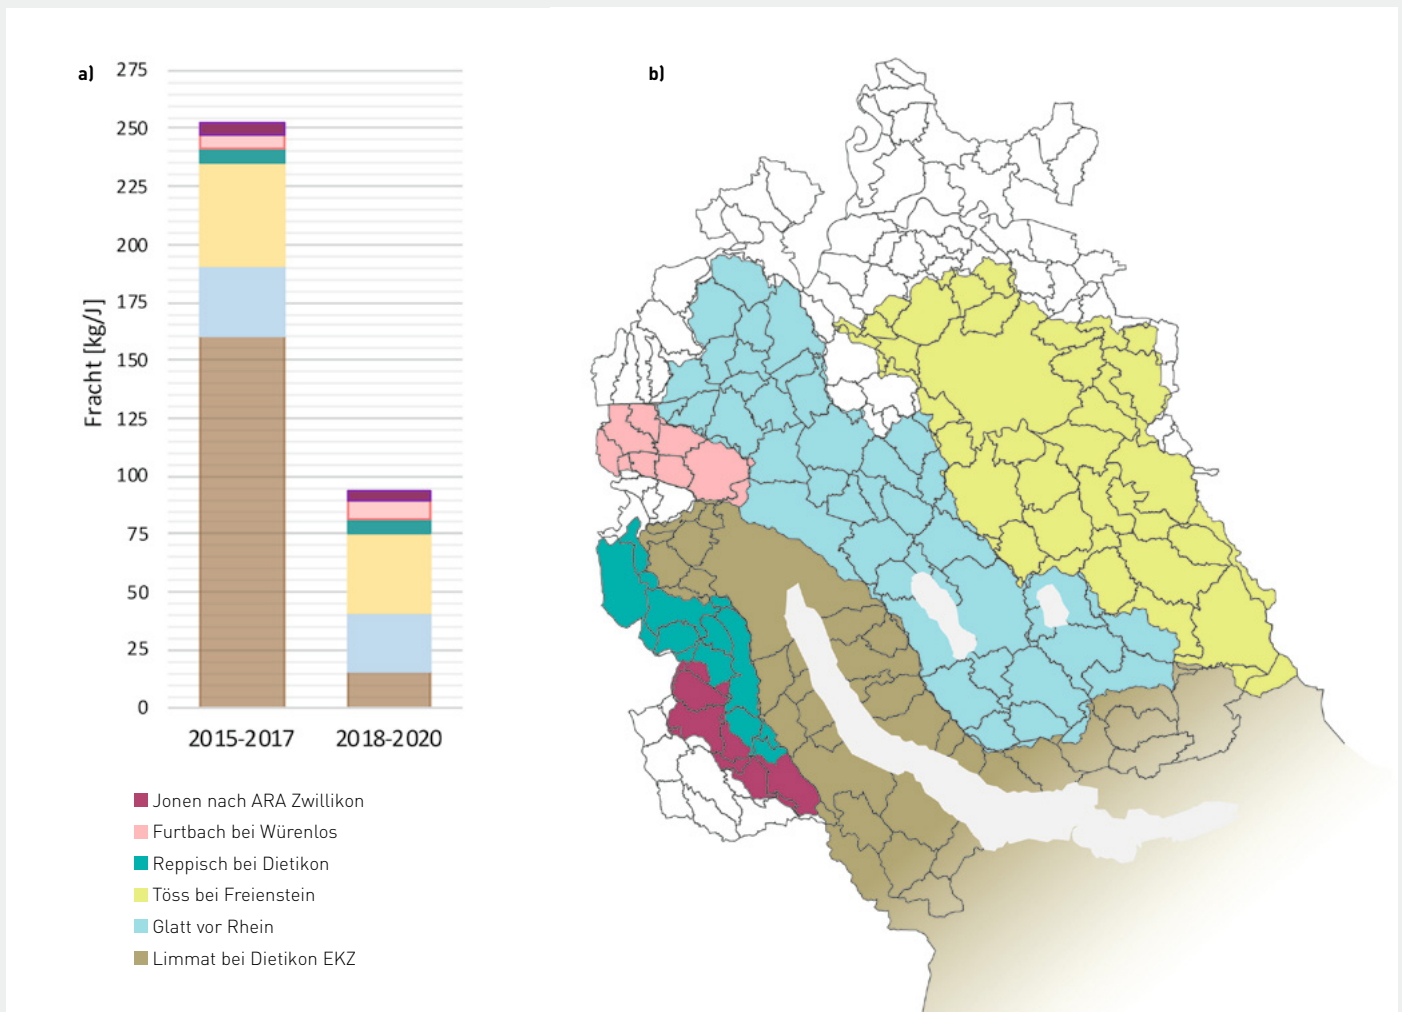 a)
275
250
225
200
175
150
125
100
75
50
25
0
Fracht [kg/J]
2015-2017 2018-2020
Jonen nach ARA Zwillikon
Furtbach bei Würenlos
Reppisch bei Dietikon
Töss bei Freienstein
Glatt vor Rhein
Limmat bei Dietikon EKZ
b)